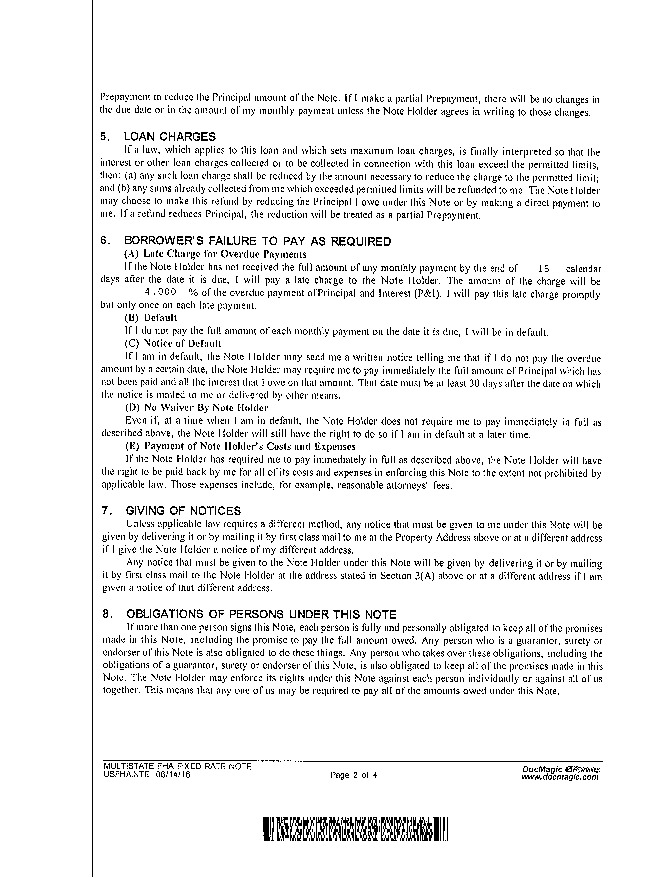 Prepayment to reduce the Principal amount of the Note. If I make a partial Prepayment, there will be no changes in
the due date or in the amount of my monthly payment unless the Note Holder agrees in writing to those changes.
5. LOAN CHARGES
If a law, which applies to this loan and which sets maximum loan charges, is finally interpreted so that the
interest or other loan charges collected or to be collected in connection with this loan exceed the permitted limits,
then: (a) any such loan charge shall be reduced by the amount necessary to reduce the charge to the permitted limit;
and (b) any sums already collected from me which exceeded permitted limits will be refunded to me. The Note Holder
may choose to make this refund by reducing the Principal I owe under this Note or by making a direct payment to
me. If a refund reduces Principal, the reduction will be treated as a partial Prepayment.
6. BORROWER'S FAILURE TO PAY AS REQUIRED
(A) Late Charge for Overdue Payments
If the Note Holder has not received the full amount of any monthly payment by the end of 15 calendar
days after the date it is due, I will pay a late charge to the Note Holder. The amount of the charge will be
4.000 % of the overdue payment of Principal and Interest (P&I). I will pay this late charge promptly
but only once on each late payment.
(B) Default
If I do not pay the full amount of each monthly payment on the date it is due, I will be in default.
(C) Notice of Default
If I am in default, the Note Holder may send me a written notice telling me that if I do not pay the overdue
amount by a certain date, the Note Holder may require me to pay immediately the full amount of Principal which has
not been paid and all the interest that I owe on that amount. That date must be at least 30 days after the date on which
the notice is mailed to me or delivered by other means.
(D) No Waiver By Note Holder
Even if, at a time when I am in default, the Note Holder does not require me to pay immediately in full as
described above, the Note Holder will still have the right to do so if I am in default at a later time.
(E) Payment of Note Holder's Costs and Expenses
If the Note Holder has required me to pay immediately in full as described above, the Note Holder will have
the right to be paid back by me for all of its costs and expenses in enforcing this Note to the extent not prohibited by
applicable law. Those expenses include, for example, reasonable attorneys' fees.
7. GIVING OF NOTICES
Unless applicable law requires a different method, any notice that must be given to me under this Note will be
given by delivering it or by mailing it by first class mail to me at the Property Address above or at a different address
if I give the Note Holder a notice of my different address.
Any notice that must be given to the Note Holder under this Note will be given by delivering it or by mailing
it by first class mail to the Note Holder at the address stated in Section 3(A) above or at a different address if I am
given a notice of that different address.
8. OBLIGATIONS OF PERSONS UNDER THIS NOTE
If more than one person signs this Note, each person is fully and personally obligated to keep all of the promises
made in this Note, including the promise to pay the full amount owed. Any person who is a guarantor, surety or
endorser of this Note is also obligated to do these things. Any person who takes over these obligations, including the
obligations of a guarantor, surety or endorser of this Note, is also obligated to keep all of the promises made in this
Note. The Note Holder may enforce its rights under this Note against each person individually or against all of us
together. This means that any one of us may be required to pay all of the amounts owed under this Note.
MULTISTATE FHA FIXED RATE NOTE
USFHA.NTE 06/14/16
Page 2 of 4
DocMagic eForms
www.docmagic.com